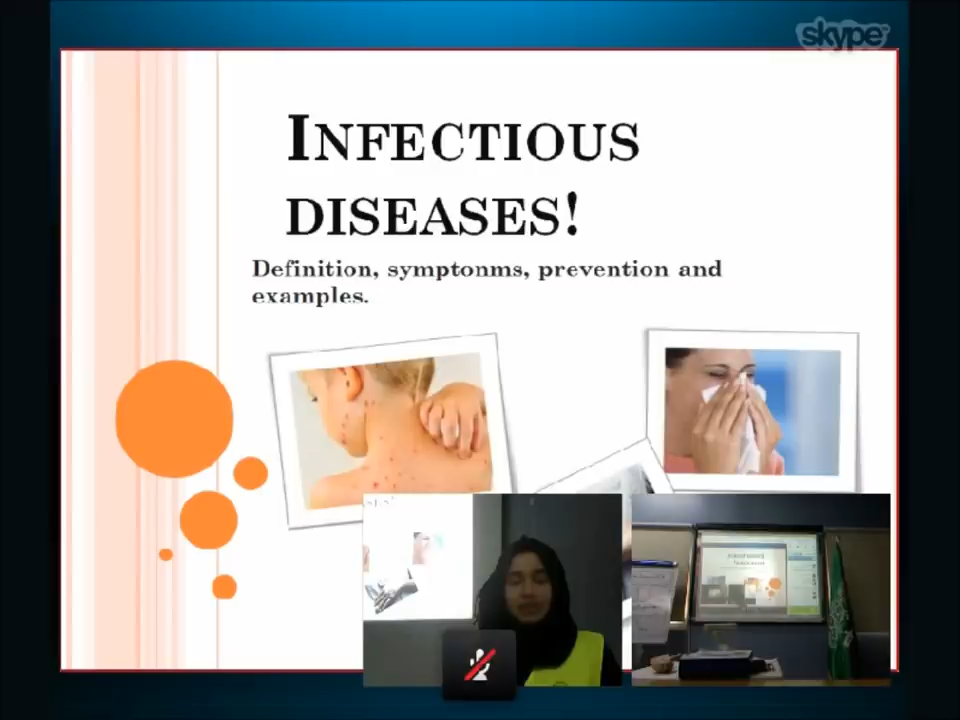 skype
INFECTIOUS
DISEASES!
Definition, symptonms, prevention and
examples.